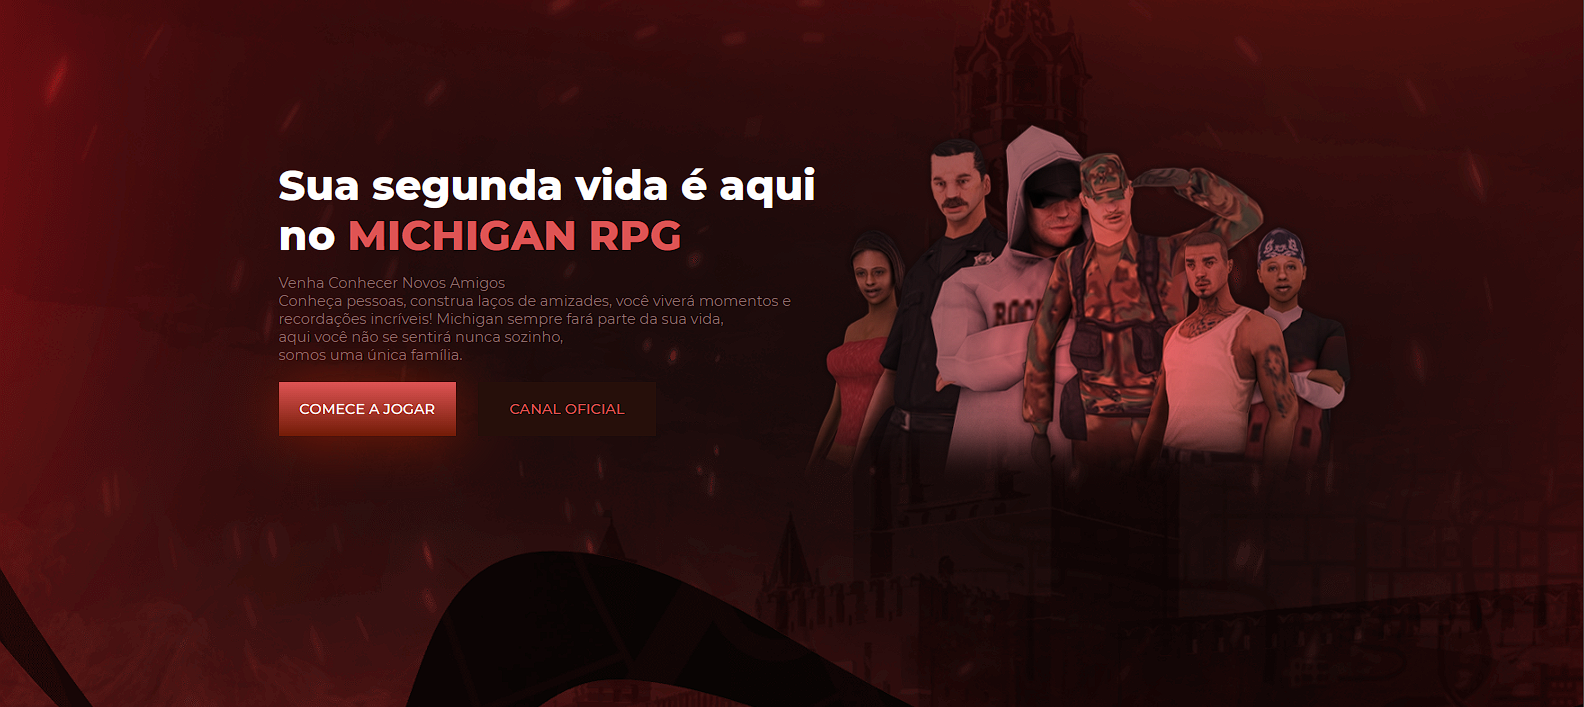 Sua segunda vida é aqui
no MICHIGAN RPG
Venha Conhecer Novos Amigos
Conheça pessoas, construa laços de amizades, você viverá momentos e
recordações incríveis! Michigan sempre fará parte da sua vida,
aqui você não se sentirá nunca sozinho,
somos uma única família.
COMECE A JOGAR
CANAL OFICIAL